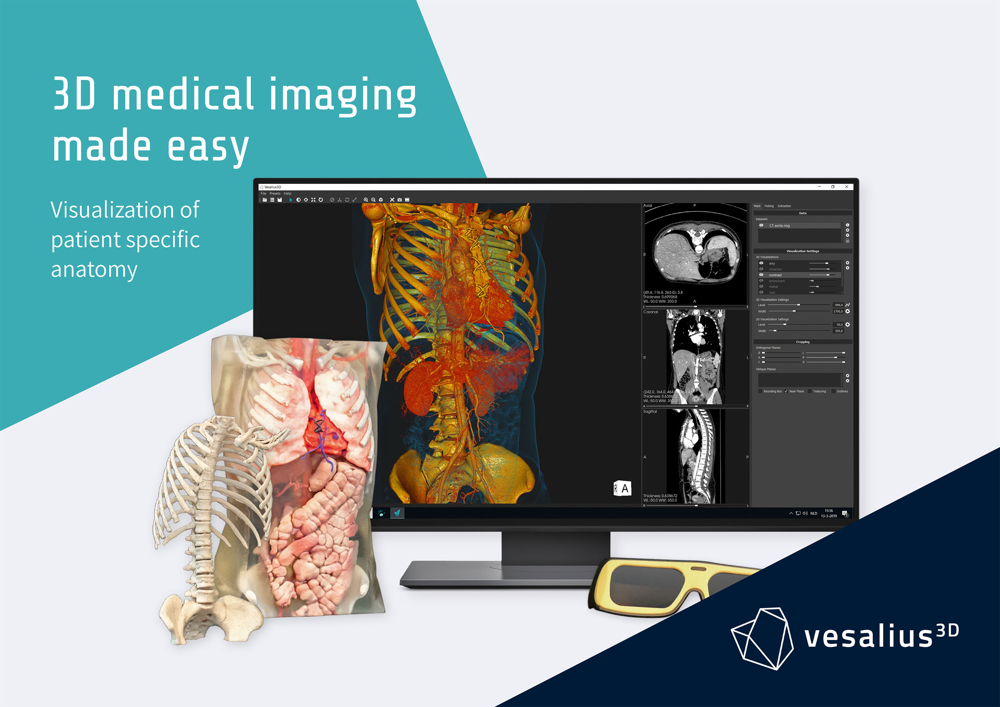 3D medical imaging
made easy
Visualization of
patient specific
anatomy
Vesalius3D
File Presets Help
Axial
P
R
L
(49.4, 116.8, 263.0): 3.8
Thickness: 0.699068
WL: 50.0 WW: 350.0
A
I
S
Coronal
R
L
(242.0, 164.0, 464
Thickness: 0.638672
WL: 50.0 WW: 350.0
A
P
Sagittal
A
P
Thickness: 0.638672
WL: 50.0 WW: 350.0
R
L
R A
Main Picking Extraction
Data
Datasets
CT aorta ring
Visualization Settings
3D Visualizations
airy
muscles
contrast
bronchien
metal
calc
3D Visualization Settings
Level 999,8
Width 1700,0
2D Visualization Settings
Level 50,0
Width 350,0
Cropping
Orthogonal Planes
R L
A P
I S
Oblique Planes
Bounding Box Near Plane Texturing Outlines
NLD
15:36
13-3-2019
1
vesalius3D